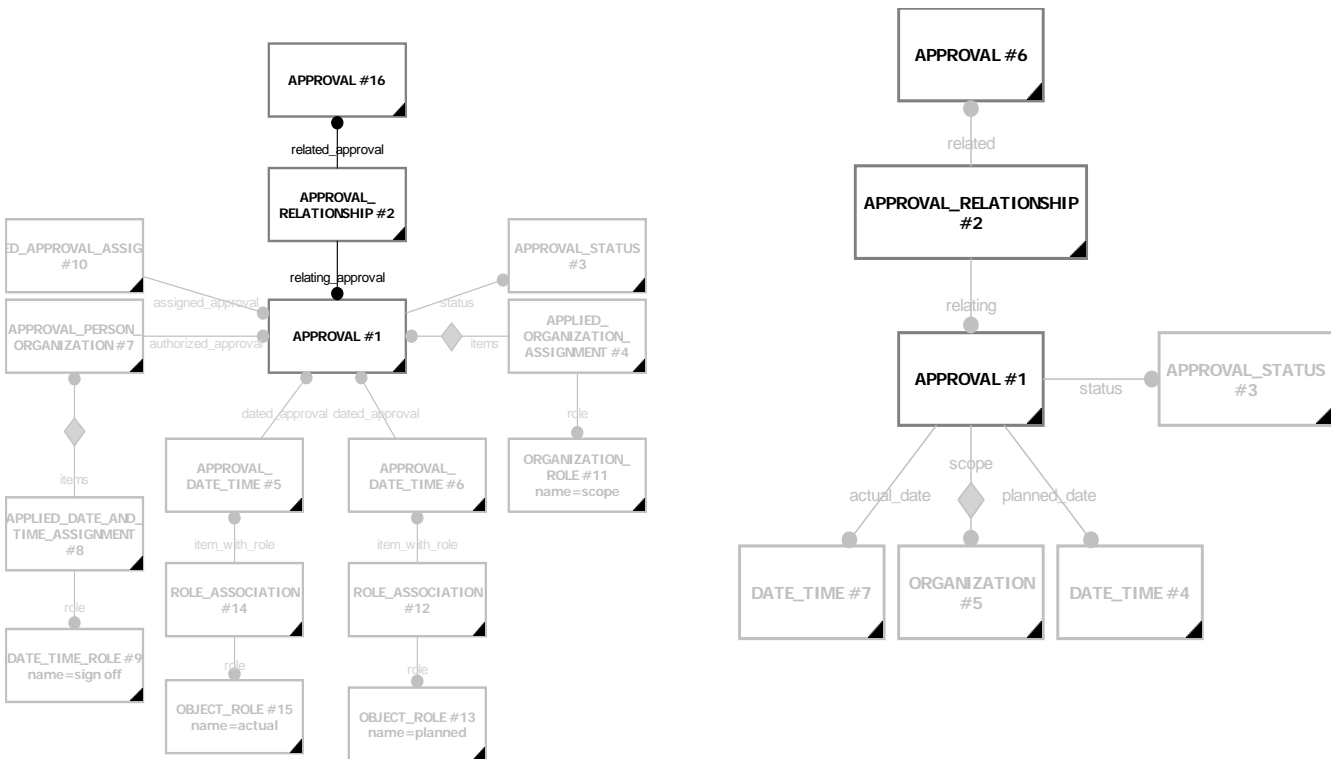 APPROVAL #16
related_approval
APPROVAL_
RELATIONSHIP #2
relating_approval
ED_APPROVAL_ASSIG
#10
assigned_approval
APPROVAL_STATUS
#3
status
APPROVAL_PERSON_
ORGANIZATION #7
authorized_approval
APPROVAL #1
items
APPLIED_
ORGANIZATION_
ASSIGNMENT #4
dated_approval
dated_approval
role
items
APPROVAL_
DATE_TIME #5
APPROVAL_
DATE_TIME #6
ORGANIZATION_
ROLE #11
name=scope
APPLIED_DATE_AND_
TIME_ASSIGNMENT
#8
item_with_role
item_with_role
role
ROLE_ASSOCIATION
#14
ROLE_ASSOCIATION
#12
DATE_TIME_ROLE #9
name=sign off
role
role
OBJECT_ROLE #15
name=actual
OBJECT_ROLE #13
name=planned
APPROVAL #6
related
APPROVAL_RELATIONSHIP
#2
relating
APPROVAL #1
status
APPROVAL_STATUS
#3
actual_date
scope
planned_date
DATE_TIME #7
ORGANIZATION
#5
DATE_TIME #4